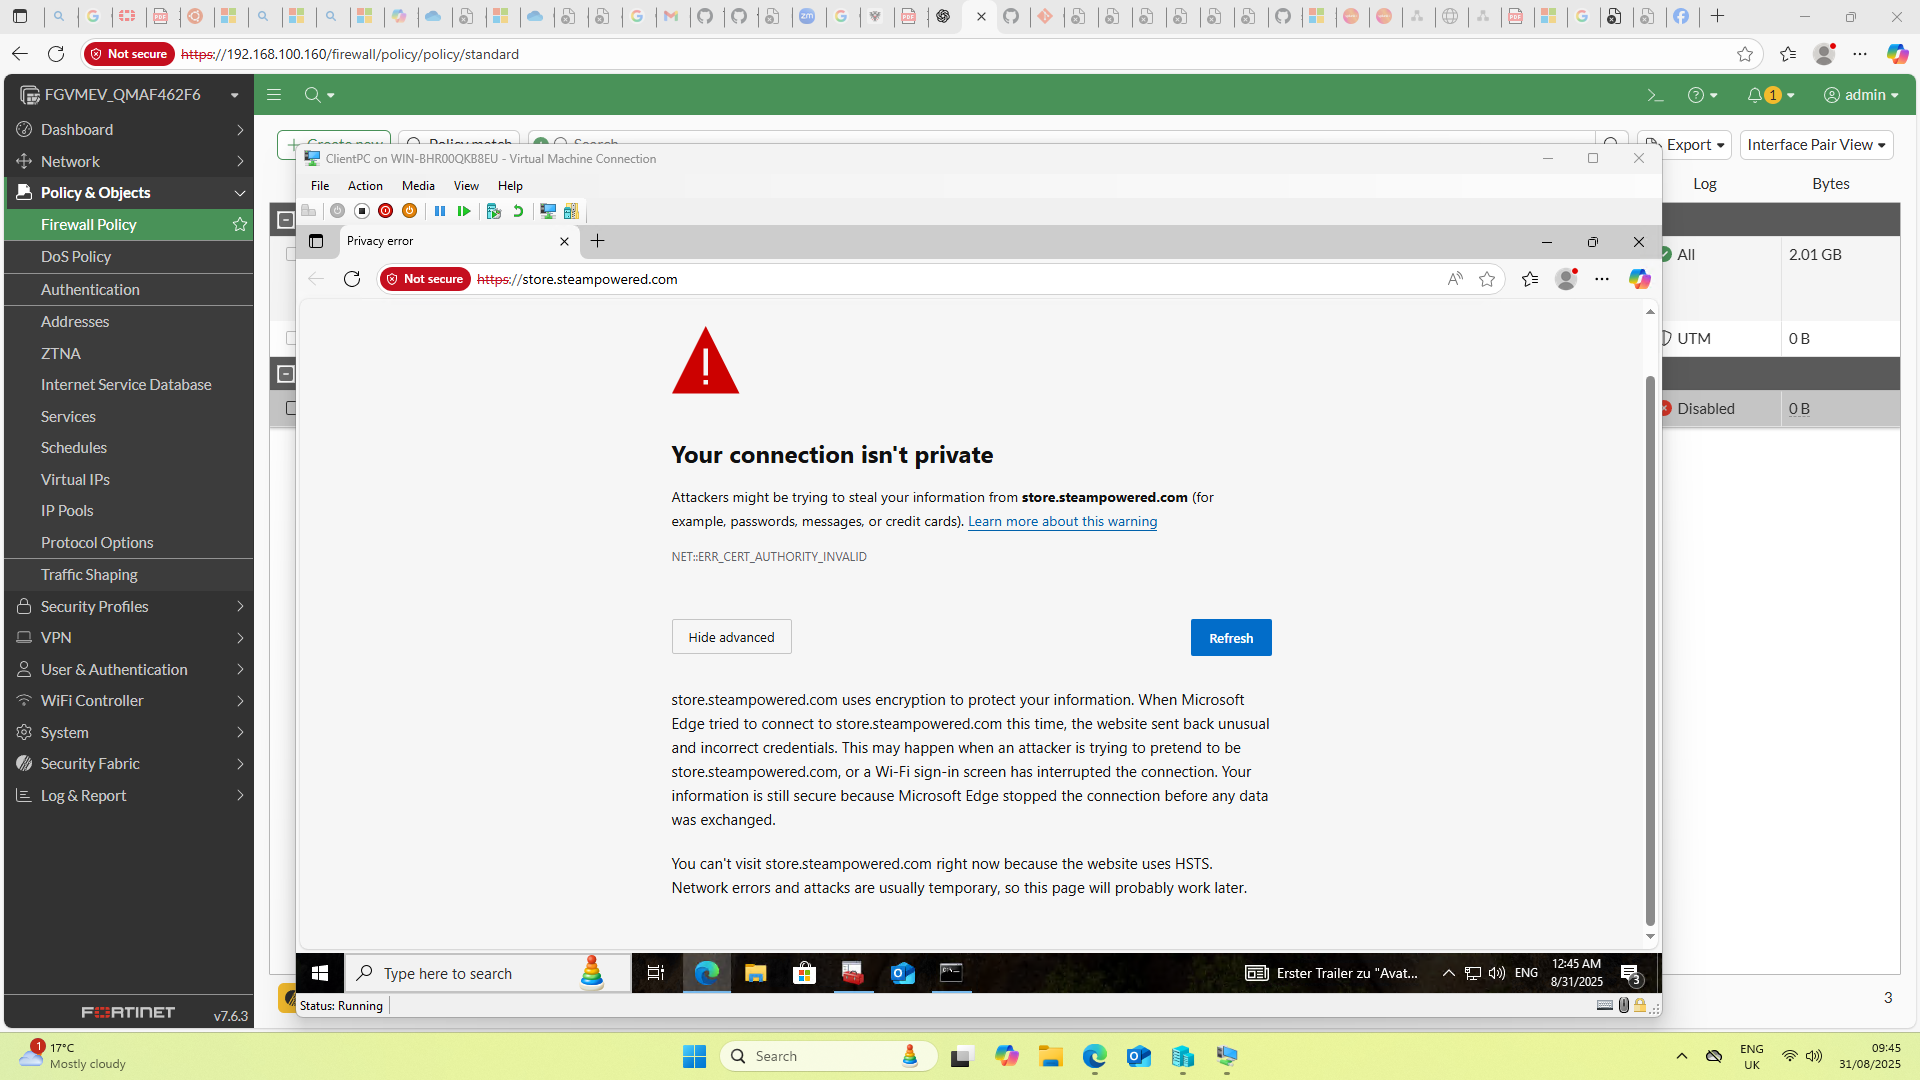 Not secure
https://192.168.100.160/firewall/policy/policy/standard
FGVMEV_QMAF462F6
admin
1
Dashboard
Network
Policy & Objects
Firewall Policy
DoS Policy
Authentication
Addresses
ZTNA
Internet Service Database
Services
Schedules
Virtual IPs
IP Pools
Protocol Options
Traffic Shaping
Security Profiles
VPN
User & Authentication
WiFi Controller
System
Security Fabric
Log & Report
FORTINET
v7.6.3
Create new
Policy match
Search
Export
Interface Pair View
Log
Bytes
All
2.01 GB
UTM
0 B
Disabled
0 B
3
ClientPC on WIN-BHR00QKB8EU - Virtual Machine Connection
File
Action
Media
View
Help
Privacy error
Not secure
https://store.steampowered.com
Your connection isn't private
Attackers might be trying to steal your information from store.steampowered.com (for
example, passwords, messages, or credit cards). Learn more about this warning
NET::ERR_CERT_AUTHORITY_INVALID
Hide advanced
Refresh
store.steampowered.com uses encryption to protect your information. When Microsoft
Edge tried to connect to store.steampowered.com this time, the website sent back unusual
and incorrect credentials. This may happen when an attacker is trying to pretend to be
store.steampowered.com, or a Wi-Fi sign-in screen has interrupted the connection. Your
information is still secure because Microsoft Edge stopped the connection before any data
was exchanged.
You can't visit store.steampowered.com right now because the website uses HSTS.
Network errors and attacks are usually temporary, so this page will probably work later.
Type here to search
Erster Trailer zu "Avat...
ENG
12:45 AM
8/31/2025
3
Status: Running
1
17°C
Mostly cloudy
Search
ENG
UK
09:45
31/08/2025